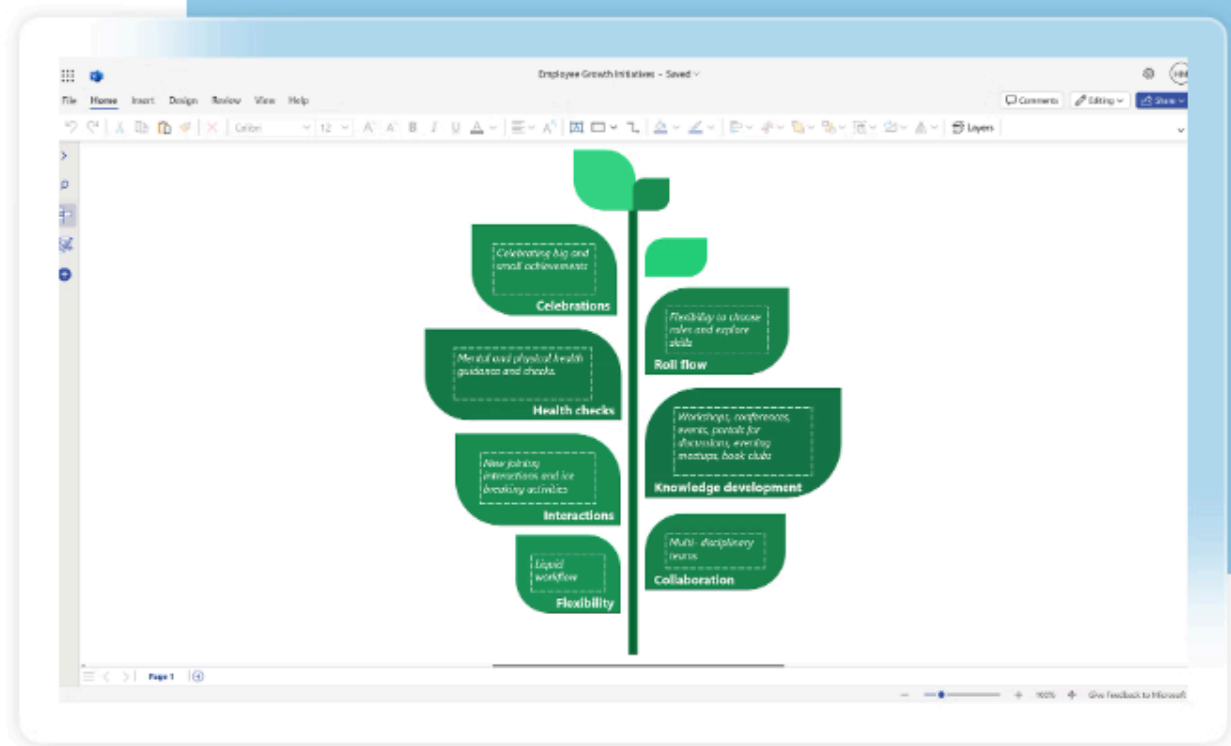 Employee Growth Initiatives - Saved
File Home Insert Design Review View Help
Comments Editing Share
Calibri 12 A A B I U A Layers
Celebrating big and
small achievements
Celebrations
Flexibility to choose
roles and explore
skills
Roll flow
Mental and physical health
guidance and checks.
Health checks
Workshops, conferences,
events, portals for
discussions, evening
meetups, book clubs
Knowledge development
New joining
interactions and ice
breaking activities
Interactions
Multi- disciplinary
teams
Collaboration
Liquid
workflow
Flexibility
Page 1
100% Give Feedback to Microsoft